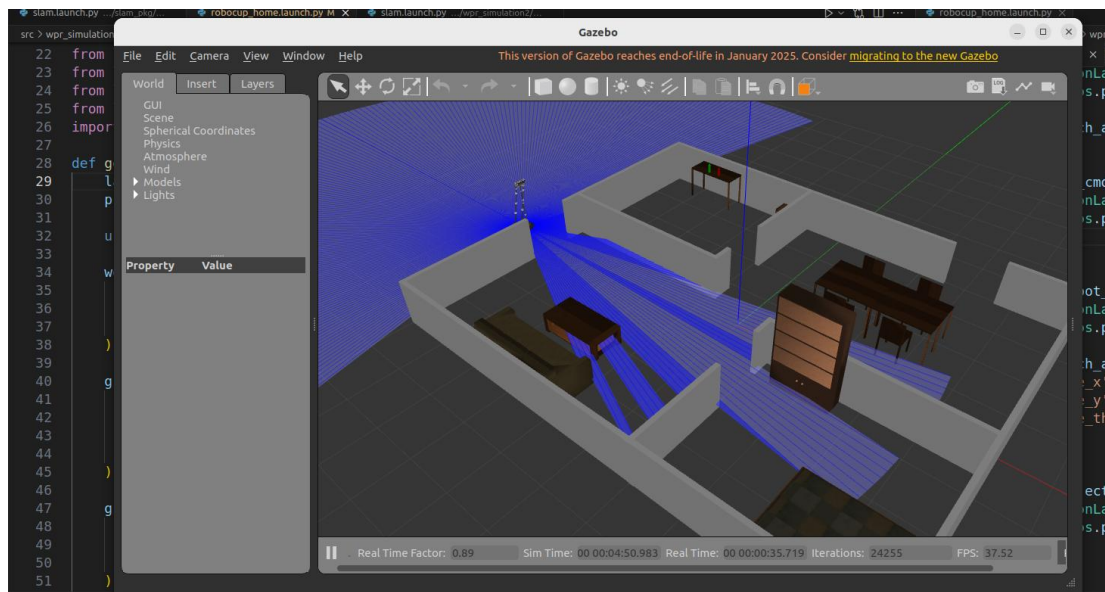 slam.launch.py .../slam_pkg/...
robocup_home.launch.py M
slam.launch.py .../wpr_simulation2/...
robocup_home.launch.py
src > wpr_simulation
Gazebo
File Edit Camera View Window Help
This version of Gazebo reaches end-of-life in January 2025. Consider migrating to the new Gazebo
World Insert Layers
GUI
Scene
Spherical Coordinates
Physics
Atmosphere
Wind
Models
Lights
Property Value
22 from
23 from
24 from
25 from
26 impor
27
28 def g
29 l
30 p
31
32 u
33
34 w
35
36
37
38 )
39
40 g
41
42
43
44
45 )
46
47 g
48
49
50
51 )
Real Time Factor: 0.89 Sim Time: 00 00:04:50.983 Real Time: 00 00:00:35.719 Iterations: 24255 FPS: 37.52